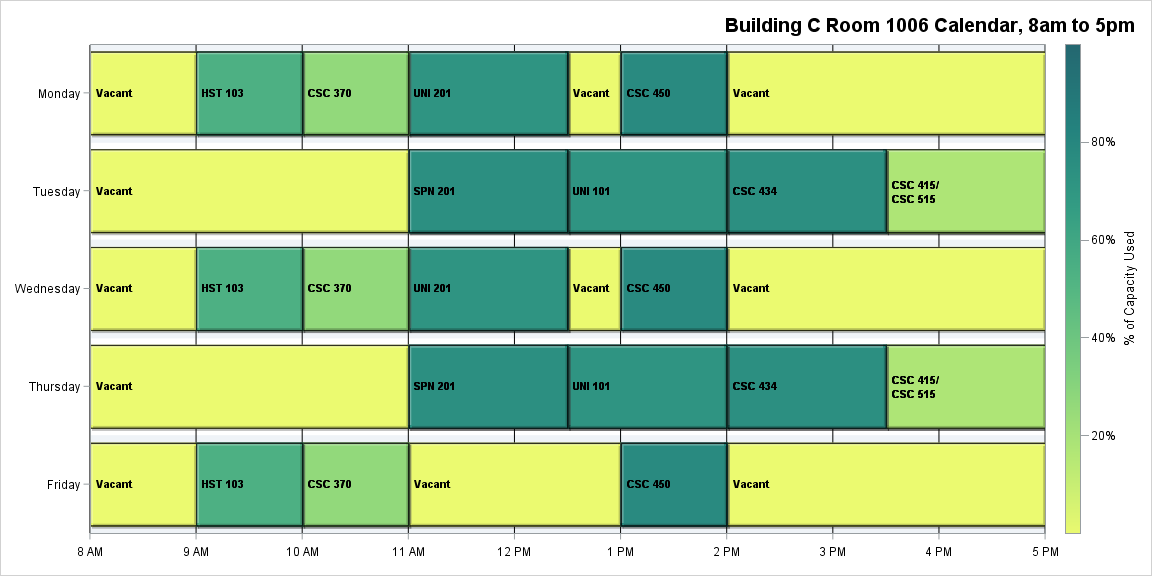 Building C Room 1006 Calendar, 8am to 5pm
Monday
Vacant
HST 103
CSC 370
UNI 201
Vacant
CSC 450
Vacant
Tuesday
Vacant
SPN 201
UNI 101
CSC 434
CSC 415/
CSC 515
Wednesday
Vacant
HST 103
CSC 370
UNI 201
Vacant
CSC 450
Vacant
Thursday
Vacant
SPN 201
UNI 101
CSC 434
CSC 415/
CSC 515
Friday
Vacant
HST 103
CSC 370
Vacant
CSC 450
Vacant
8 AM
9 AM
10 AM
11 AM
12 PM
1 PM
2 PM
3 PM
4 PM
5 PM
80%
60%
40%
20%
% of Capacity Used